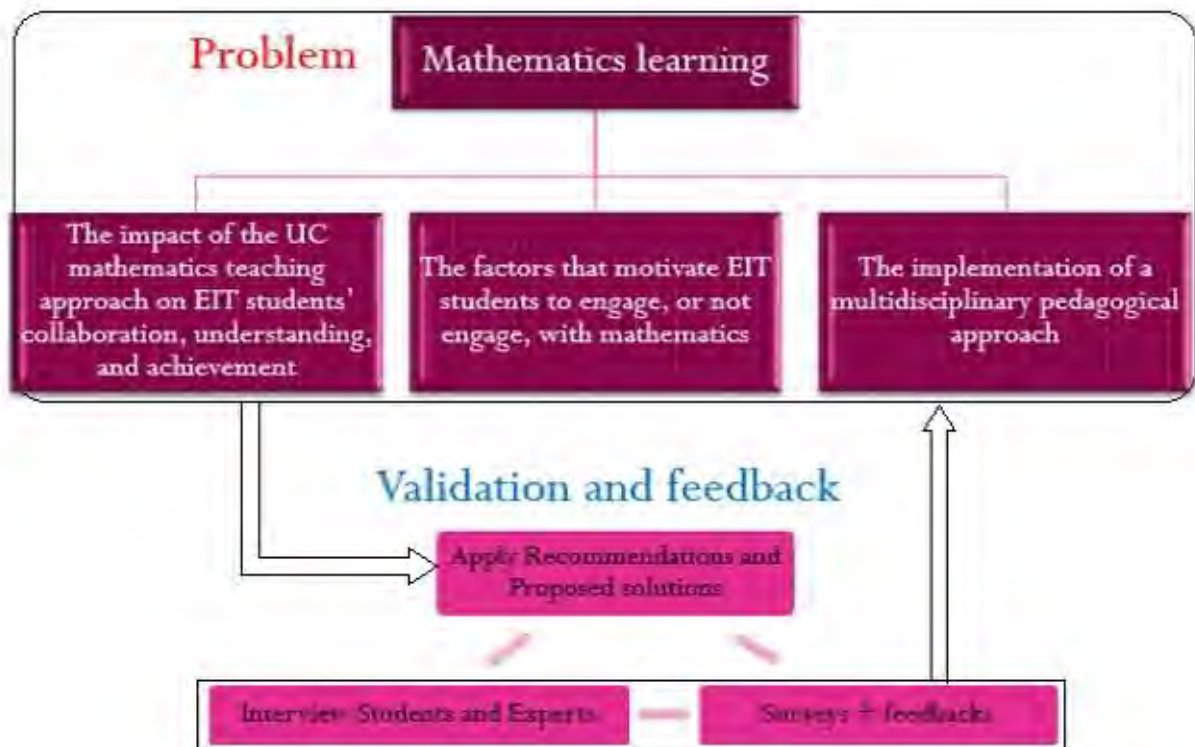 Problem
Mathematics learning
The impact of the UC
mathematics teaching
approach on EIT students'
collaboration, understanding,
and achievement
The factors that motivate EIT
students to engage, or not
engage, with mathematics
The implementation of a
multidisciplinary pedagogical
approach
Validation and feedback
Apply Recommendations and
Proposed solutions
Interview Students and Experts
Surveys + feedbacks